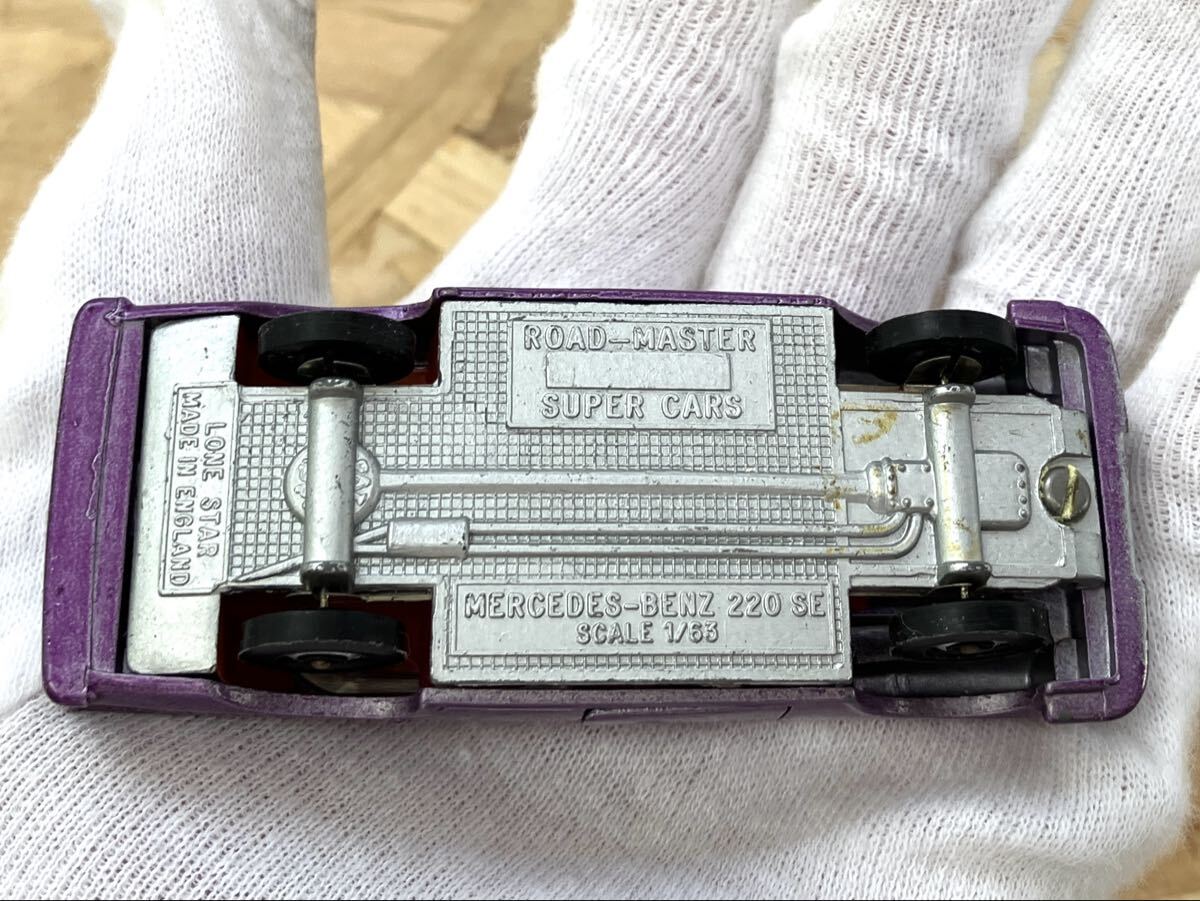 ROAD-MASTER
SUPER CARS
LONE STAR
MADE IN ENGLAND
MERCEDES-BENZ 220 SE
SCALE 1/63